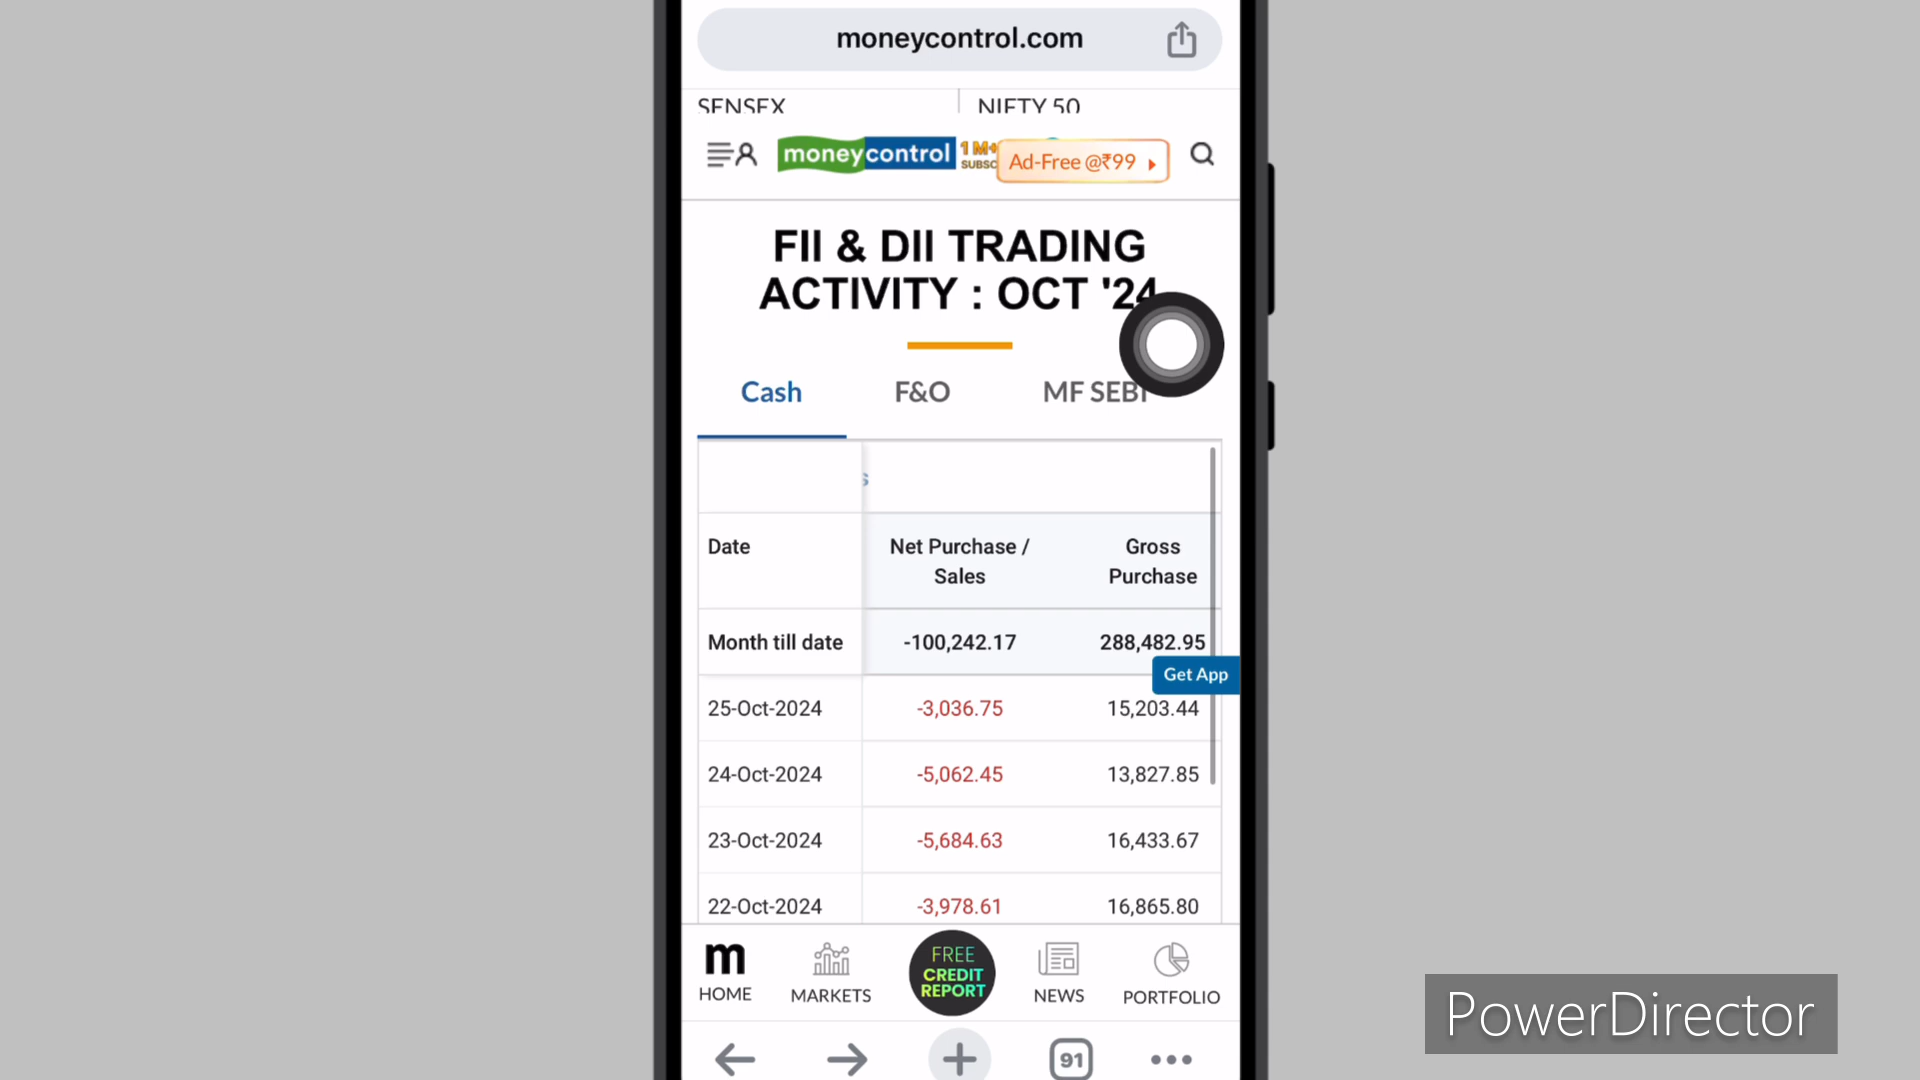 moneycontrol.com
SENSEX NIFTY 50
moneycontrol 1 M+ Ad-Free @₹99
FII & DII TRADING
ACTIVITY : OCT '24
Cash F&O MF SEBI
s
Date Net Purchase / Gross
Sales Purchase
Month till date -100,242.17 288,482.95
Get App
25-Oct-2024 -3,036.75 15,203.44
24-Oct-2024 -5,062.45 13,827.85
23-Oct-2024 -5,684.63 16,433.67
22-Oct-2024 -3,978.61 16,865.80
m FREE
CREDIT
REPORT
HOME MARKETS NEWS PORTFOLIO
91
PowerDirector